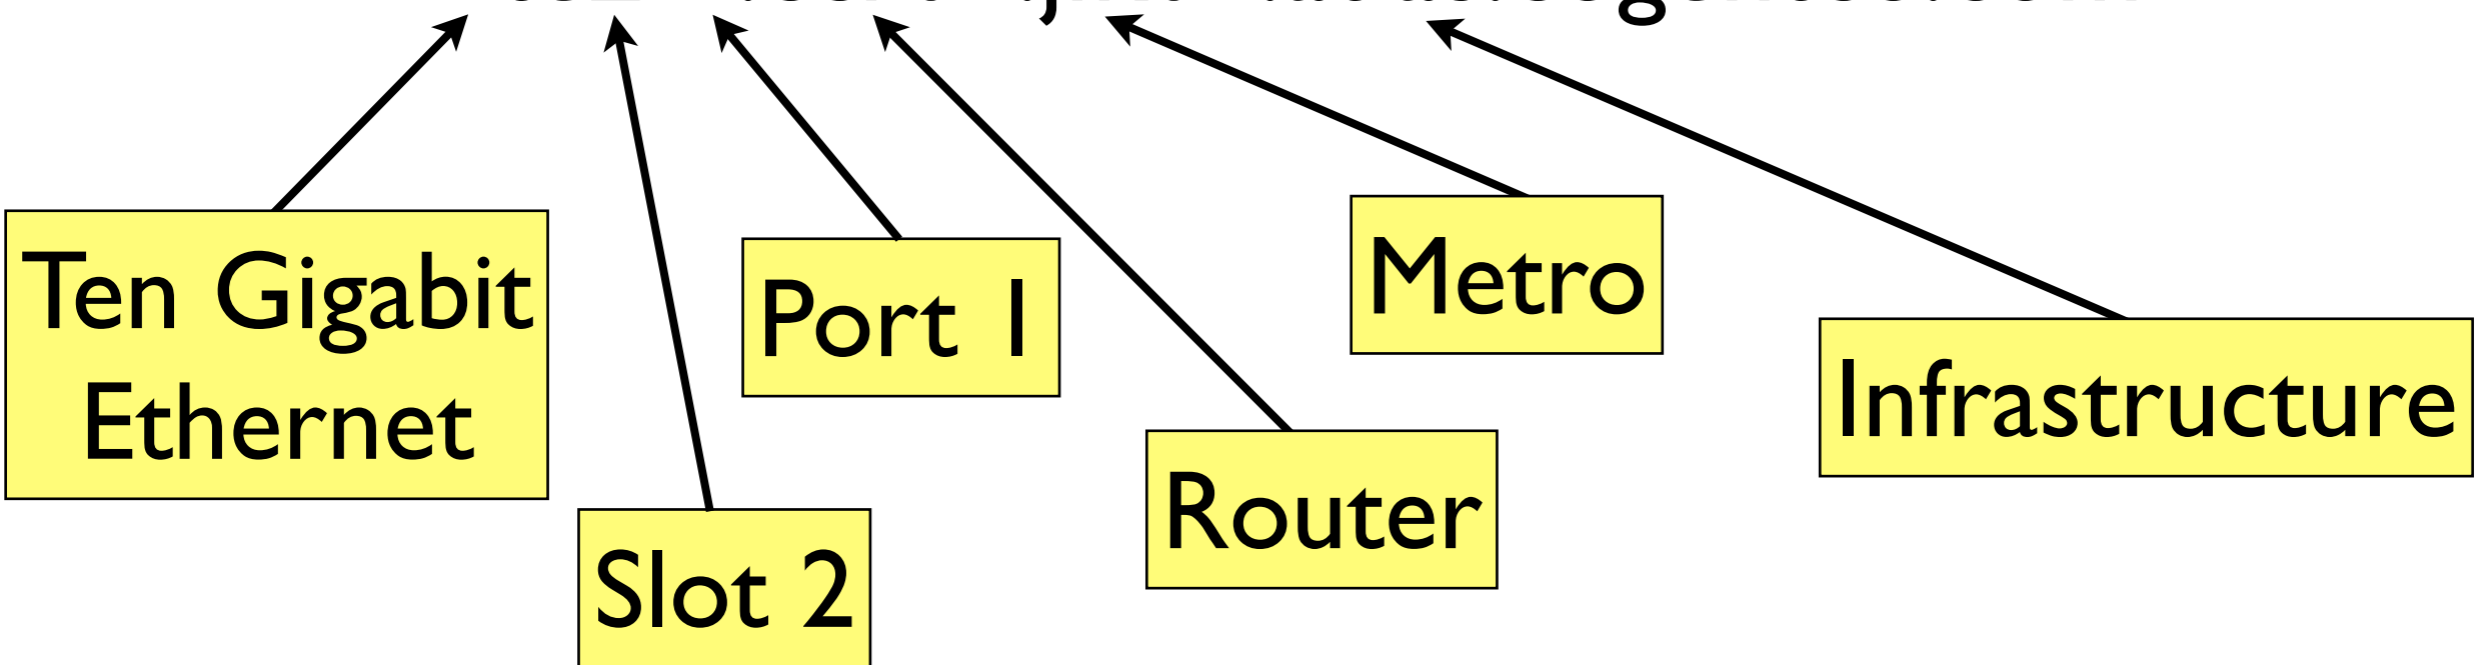 Metro
Ten Gigabit
Ethernet
Port 1
Infrastructure
Router
Slot 2